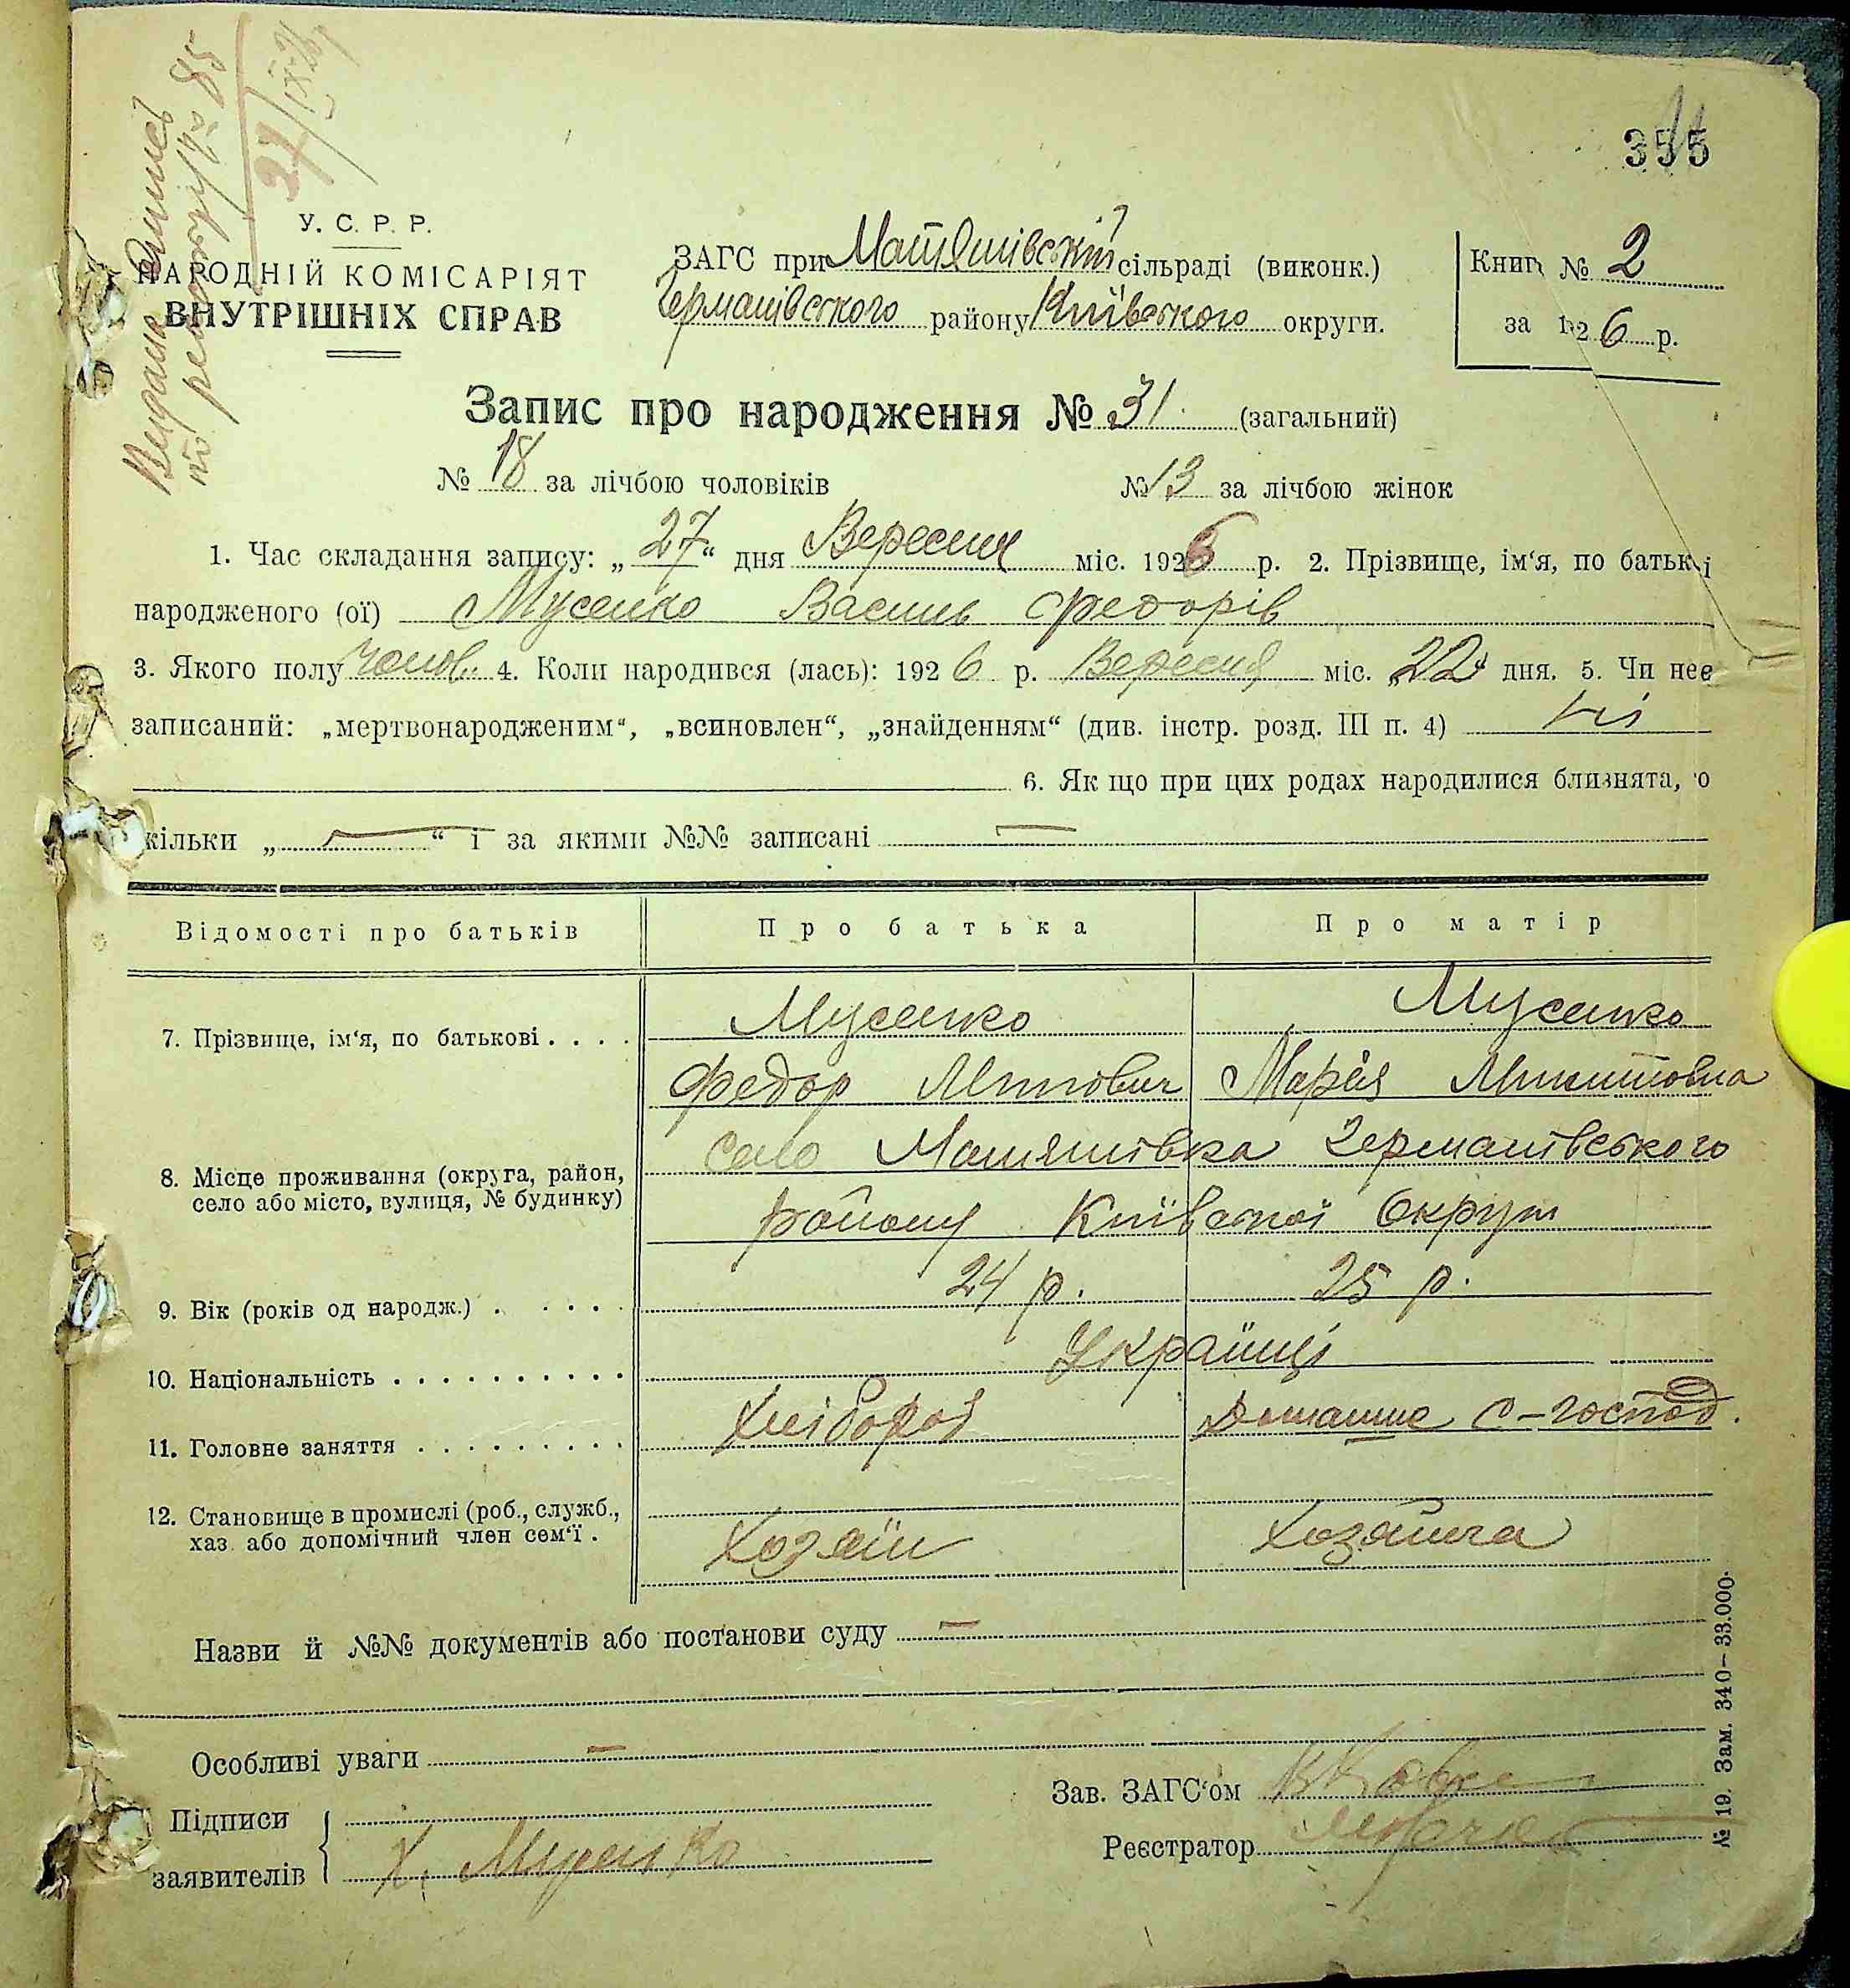 355
У. С. Р. Р.
НАРОДНІЙ КОМІСАРІЯТ
ВНУТРІШНІХ СПРАВ
ЗАГС при Матяшівській сільраді (виконк.)
Германівського району Київського округи.
Книга № 2
за 1926 р.
Запис про народження № 31. (загальний)
№ 18 за лічбою чоловіків № 13 за лічбою жінок
1. Час складання запису: „27“ дня Вересня міс. 1926 р. 2. Прізвище, ім‘я, по батькові
народженого (ої) Мусенко Василь Федорів
3. Якого полу чолов. 4. Коли народився (лась): 1926 р. Вересня міс. „22“ дня. 5. Чи не є
записаний: „мертвонародженим“, „всиновлен“, „знайденням“ (див. інстр. розд. III п. 4) ні
6. Як що при цих родах народилися близнята, то
скільки „—“ і за якими №№ записані —
Відомості про батьків Про батька Про матір
7. Прізвище, ім‘я, по батькові . . . . Мусенко Мусенко
Федор Марія Микитовна
8. Місце проживання (округа, район, село Матяшівка Германівського
село або місто, вулиця, № будинку) району Київської Округи
9. Вік (років од народж.) . . . . . 24 р. 25 р.
10. Національність . . . . . . . . . . Українці
11. Головне заняття . . . . . . . . . Хлібороб Домашнє С-господ.
12. Становище в промислі (роб., служб.,
хаз. або допомічний член сем‘ї . Хозяїн Хозяйка
Назви й №№ документів або постанови суду —
Особливі уваги —
Зав. ЗАГС‘ом
Підписи
Реєстратор
заявителів Х. Мусенко
№ 19. Зам. 340–33.000.